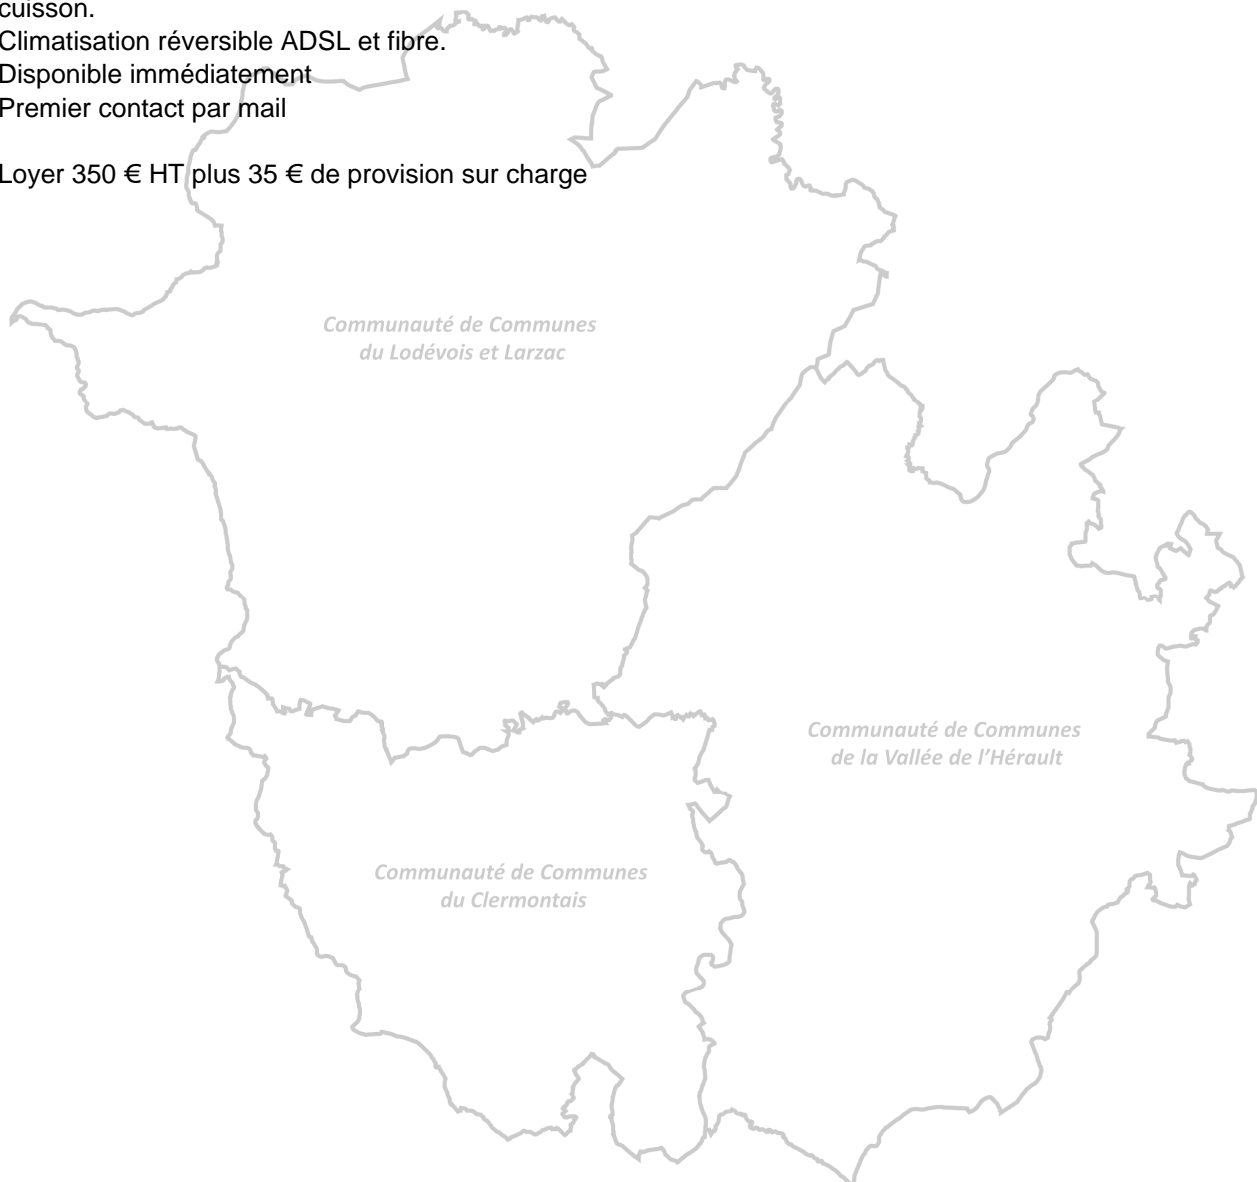 cuisson.
Climatisation réversible ADSL et fibre.
Disponible immédiatement
Premier contact par mail
Loyer 350 € HT plus 35 € de provision sur charge
Communauté de Communes
du Lodévois et Larzac
Communauté de Communes
de la Vallée de l’Hérault
Communauté de Communes
du Clermontais